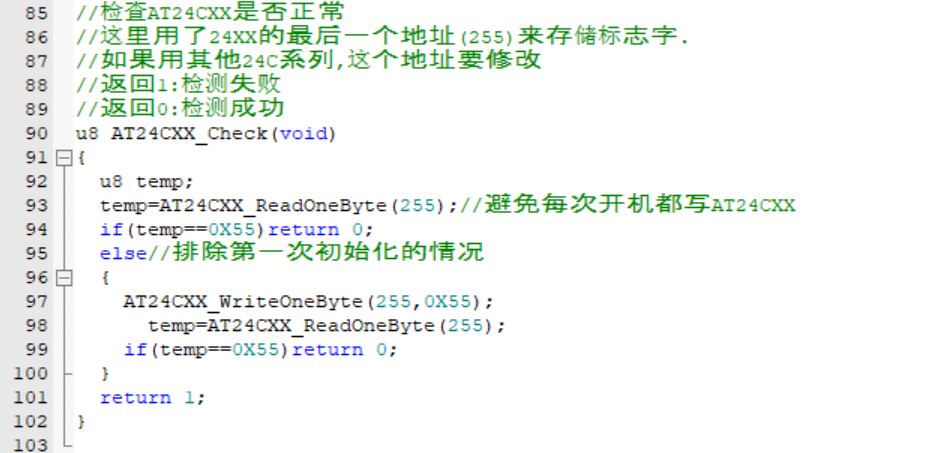 85 //检查AT24CXX是否正常
86 //这里用了24XX的最后一个地址(255)来存储标志字.
87 //如果用其他24C系列,这个地址要修改
88 //返回1:检测失败
89 //返回0:检测成功
90 u8 AT24CXX_Check(void)
91 {
92 u8 temp;
93 temp=AT24CXX_ReadOneByte(255);//避免每次开机都写AT24CXX
94 if(temp==0X55)return 0;
95 else//排除第一次初始化的情况
96 {
97 AT24CXX_WriteOneByte(255,0X55);
98 temp=AT24CXX_ReadOneByte(255);
99 if(temp==0X55)return 0;
100 }
101 return 1;
102 }
103